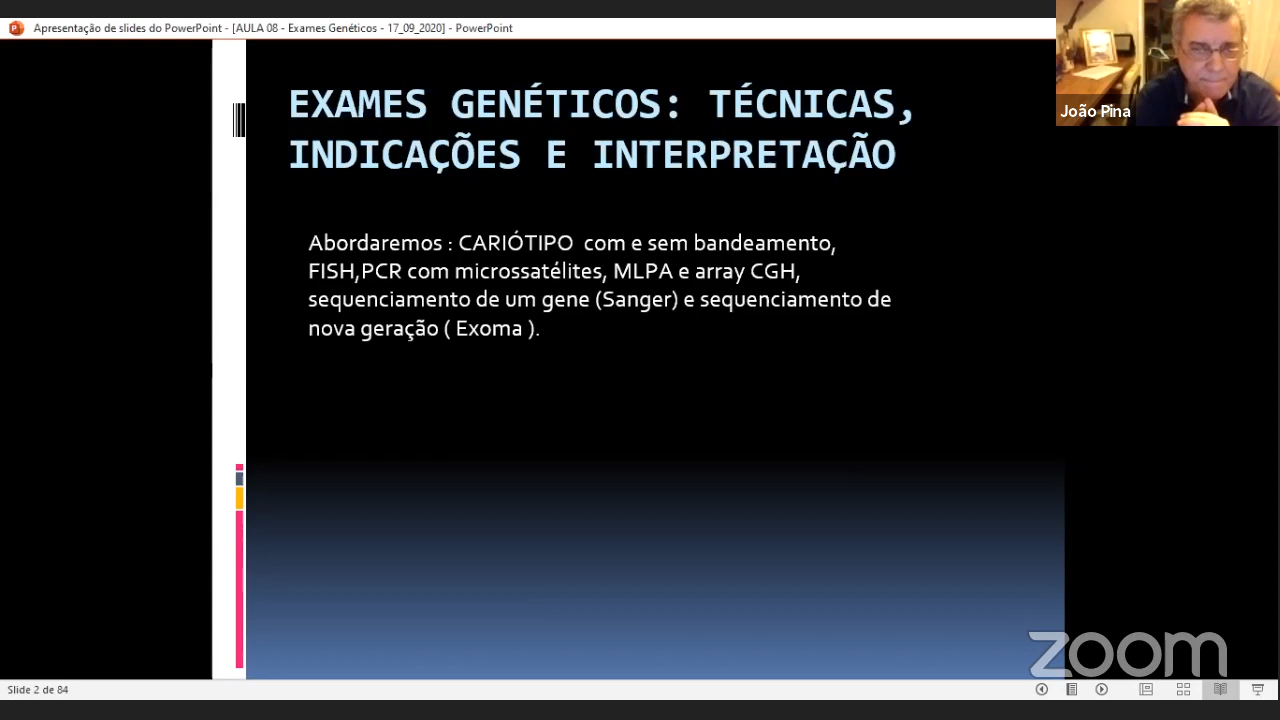 Apresentação de slides do PowerPoint - [AULA 08 - Exames Genéticos - 17_09_2020] - PowerPoint
João Pina
EXAMES GENÉTICOS: TÉCNICAS,
INDICAÇÕES E INTERPRETAÇÃO
Abordaremos : CARIÓTIPO  com e sem bandeamento,
FISH,PCR com microssatélites, MLPA e array CGH,
sequenciamento de um gene (Sanger) e sequenciamento de
nova geração ( Exoma ).
zoom
Slide 2 de 84